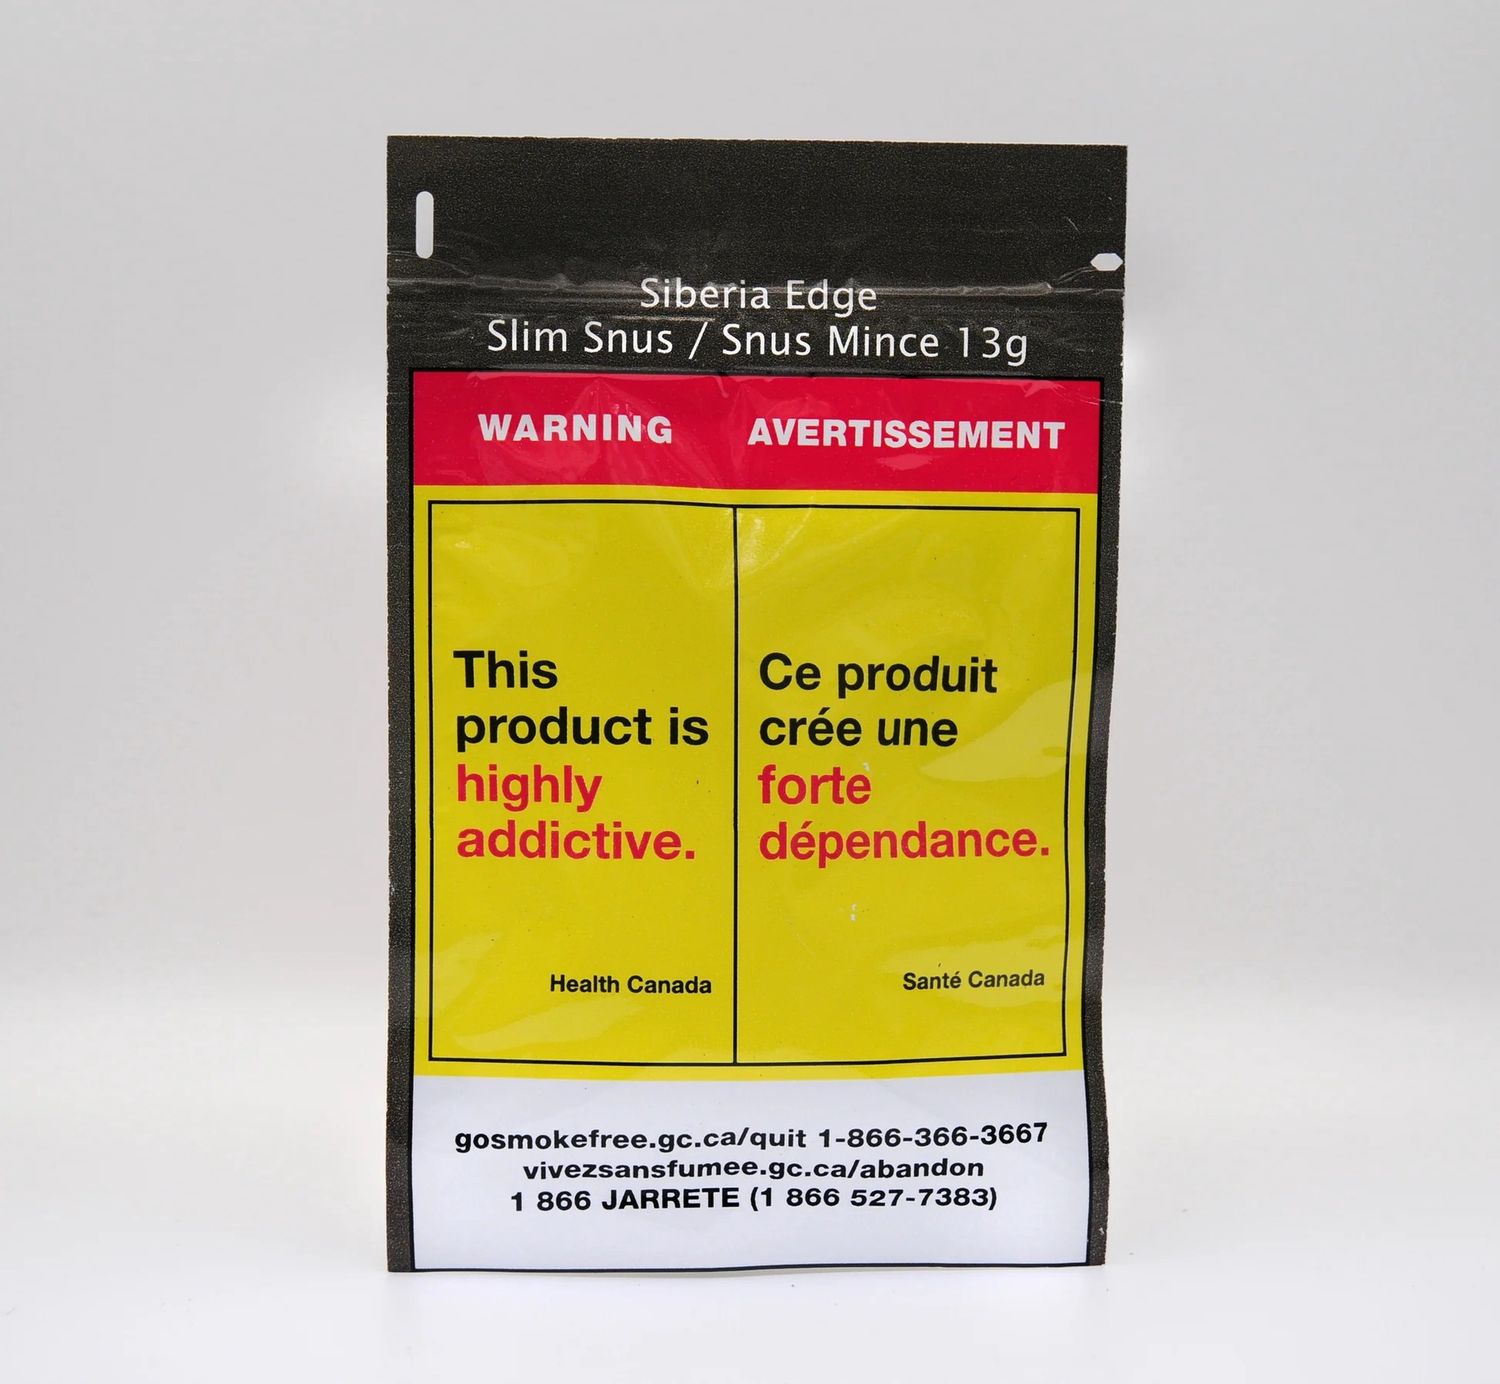 Siberia Edge
Slim Snus / Snus Mince 13g
WARNING
AVERTISSEMENT
This
product is
highly
addictive.
Health Canada
Ce produit
crée une
forte
dépendance.
Santé Canada
gosmokefree.gc.ca/quit 1-866-366-3667
vivezsansfumee.gc.ca/abandon
1 866 JARRETE (1 866 527-7383)